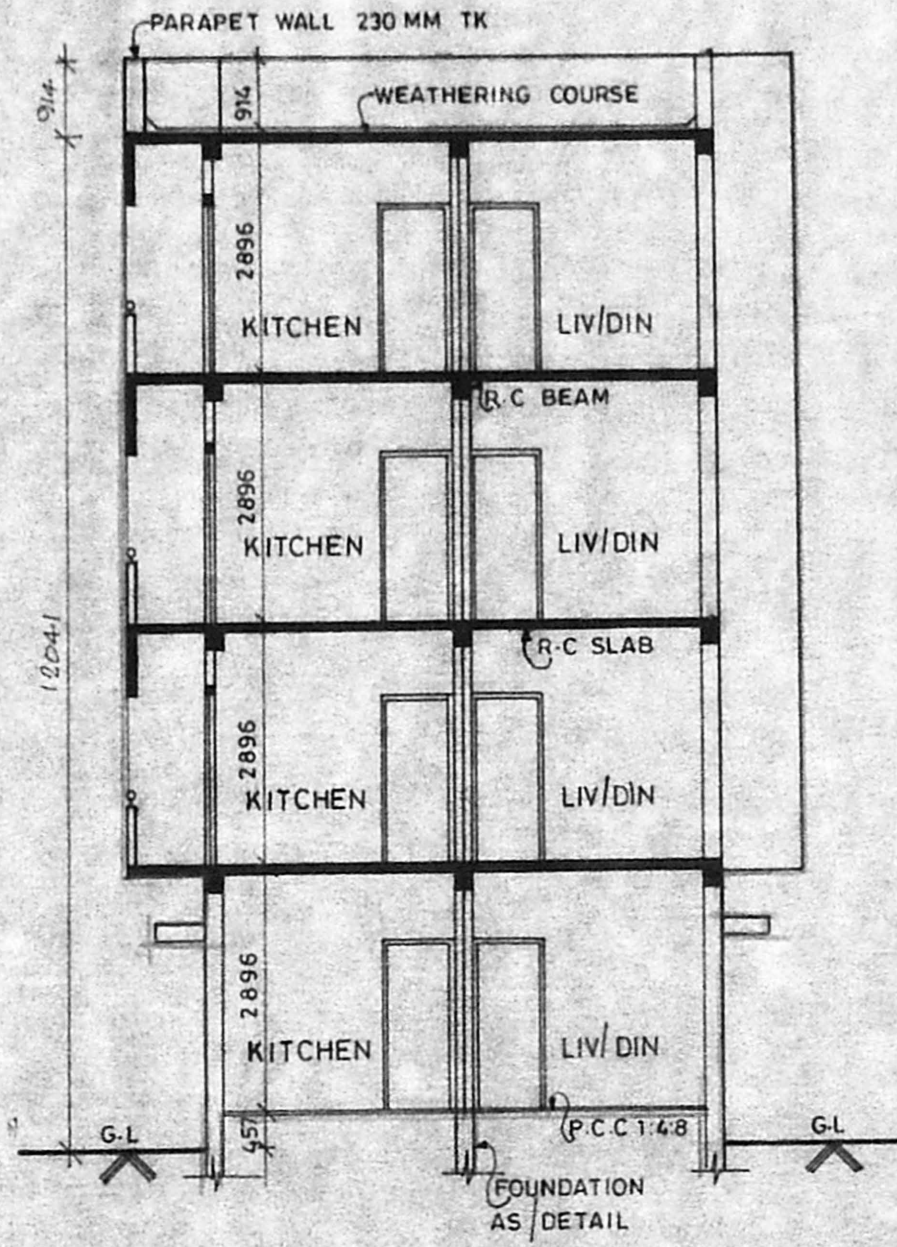 PARAPET WALL 230 MM TK
914
914
WEATHERING COURSE
2896
KITCHEN
LIV/DIN
R.C BEAM
2896
KITCHEN
LIV/DIN
12041
R.C SLAB
2896
KITCHEN
LIV/DIN
2896
KITCHEN
LIV/DIN
G.L
457
P.C.C 1:4:8
G.L
FOUNDATION
AS DETAIL